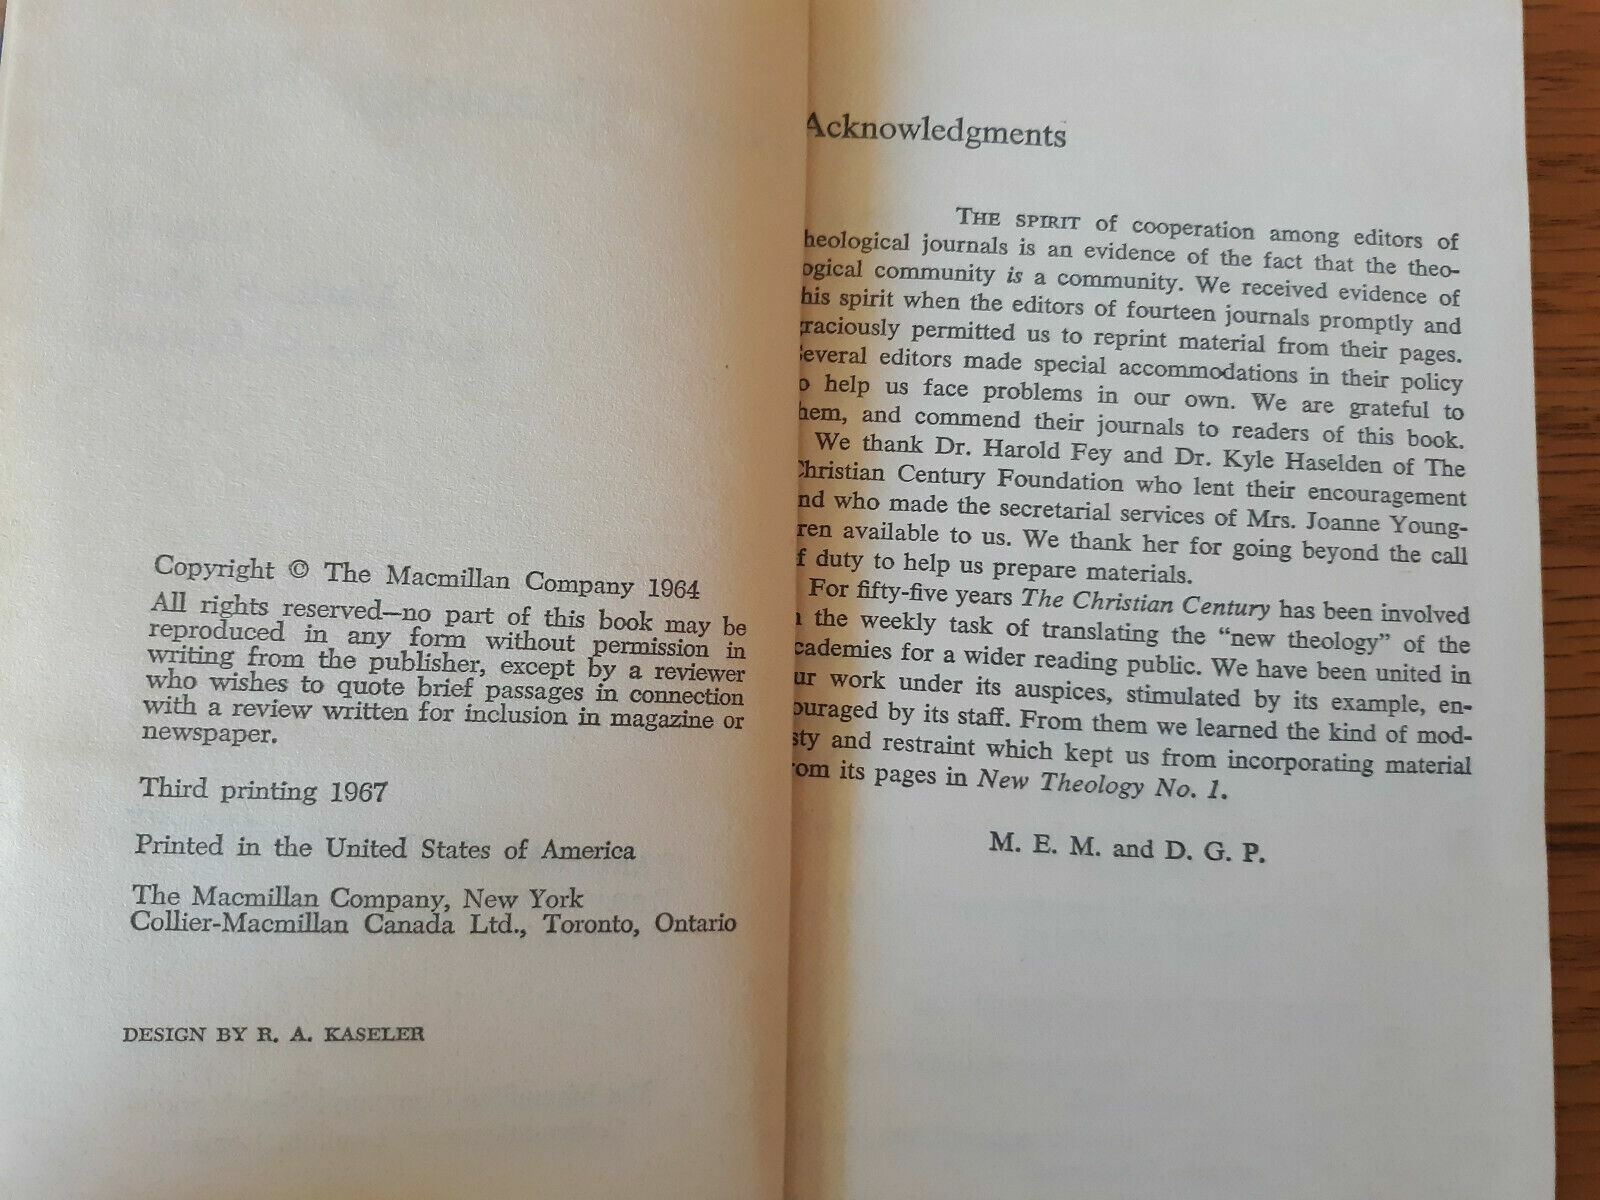 Copyright © The Macmillan Company 1964
All rights reserved—no part of this book may be
reproduced in any form without permission in
writing from the publisher, except by a reviewer
who wishes to quote brief passages in connection
with a review written for inclusion in magazine or
newspaper.
Third printing 1967
Printed in the United States of America
The Macmillan Company, New York
Collier-Macmillan Canada Ltd., Toronto, Ontario
DESIGN BY R. A. KASELER
Acknowledgments
THE SPIRIT of cooperation among editors of
heological journals is an evidence of the fact that the theo-
ogical community is a community. We received evidence of
his spirit when the editors of fourteen journals promptly and
raciously permitted us to reprint material from their pages.
Several editors made special accommodations in their policy
o help us face problems in our own. We are grateful to
hem, and commend their journals to readers of this book.
We thank Dr. Harold Fey and Dr. Kyle Haselden of The
Christian Century Foundation who lent their encouragement
nd who made the secretarial services of Mrs. Joanne Young-
ren available to us. We thank her for going beyond the call
f duty to help us prepare materials.
For fifty-five years The Christian Century has been involved
the weekly task of translating the "new theology" of the
cademies for a wider reading public. We have been united in
ur work under its auspices, stimulated by its example, en-
ouraged by its staff. From them we learned the kind of mod-
sty and restraint which kept us from incorporating material
rom its pages in New Theology No. 1.
M. E. M. and D. G. P.